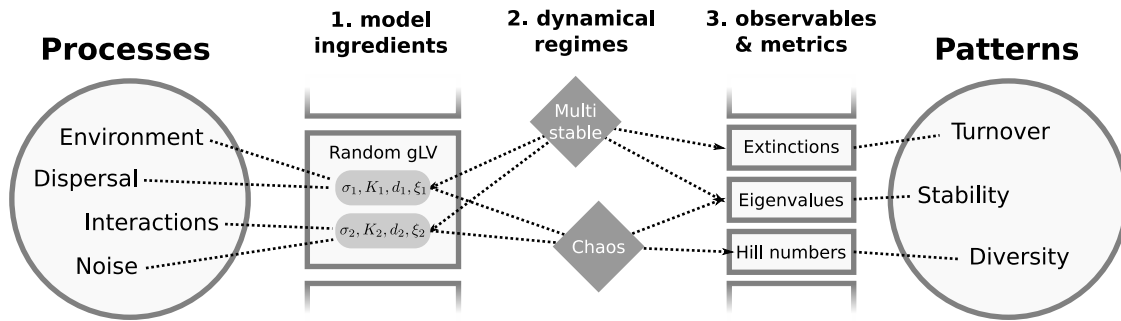 Processes
1. model
ingredients
2. dynamical
regimes
3. observables
& metrics
Patterns
Environment
Dispersal
Interactions
Noise
Random gLV
σ₁, K₁, d₁, ξ₁
σ₂, K₂, d₂, ξ₂
Multi
stable
Chaos
Extinctions
Eigenvalues
Hill numbers
Turnover
Stability
Diversity